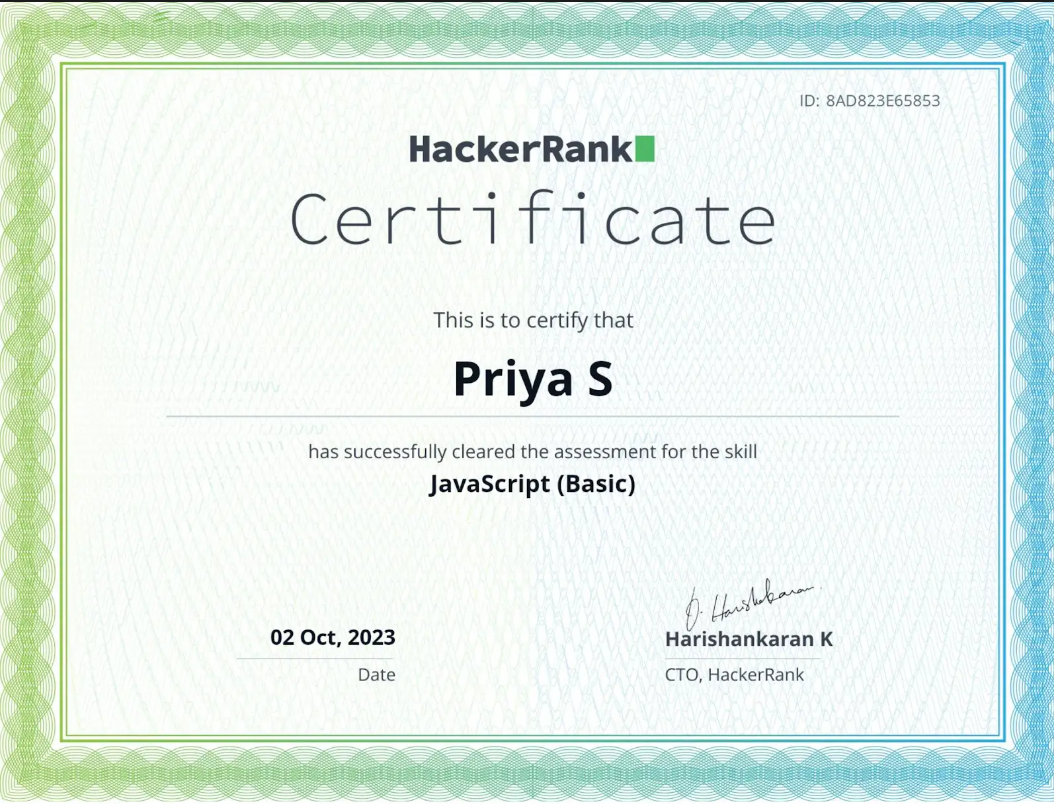 ID: 8AD823E65853
HackerRank
Certificate
This is to certify that
Priya S
has successfully cleared the assessment for the skill
JavaScript (Basic)
D. Harishankaran
02 Oct, 2023
Harishankaran K
Date
CTO, HackerRank